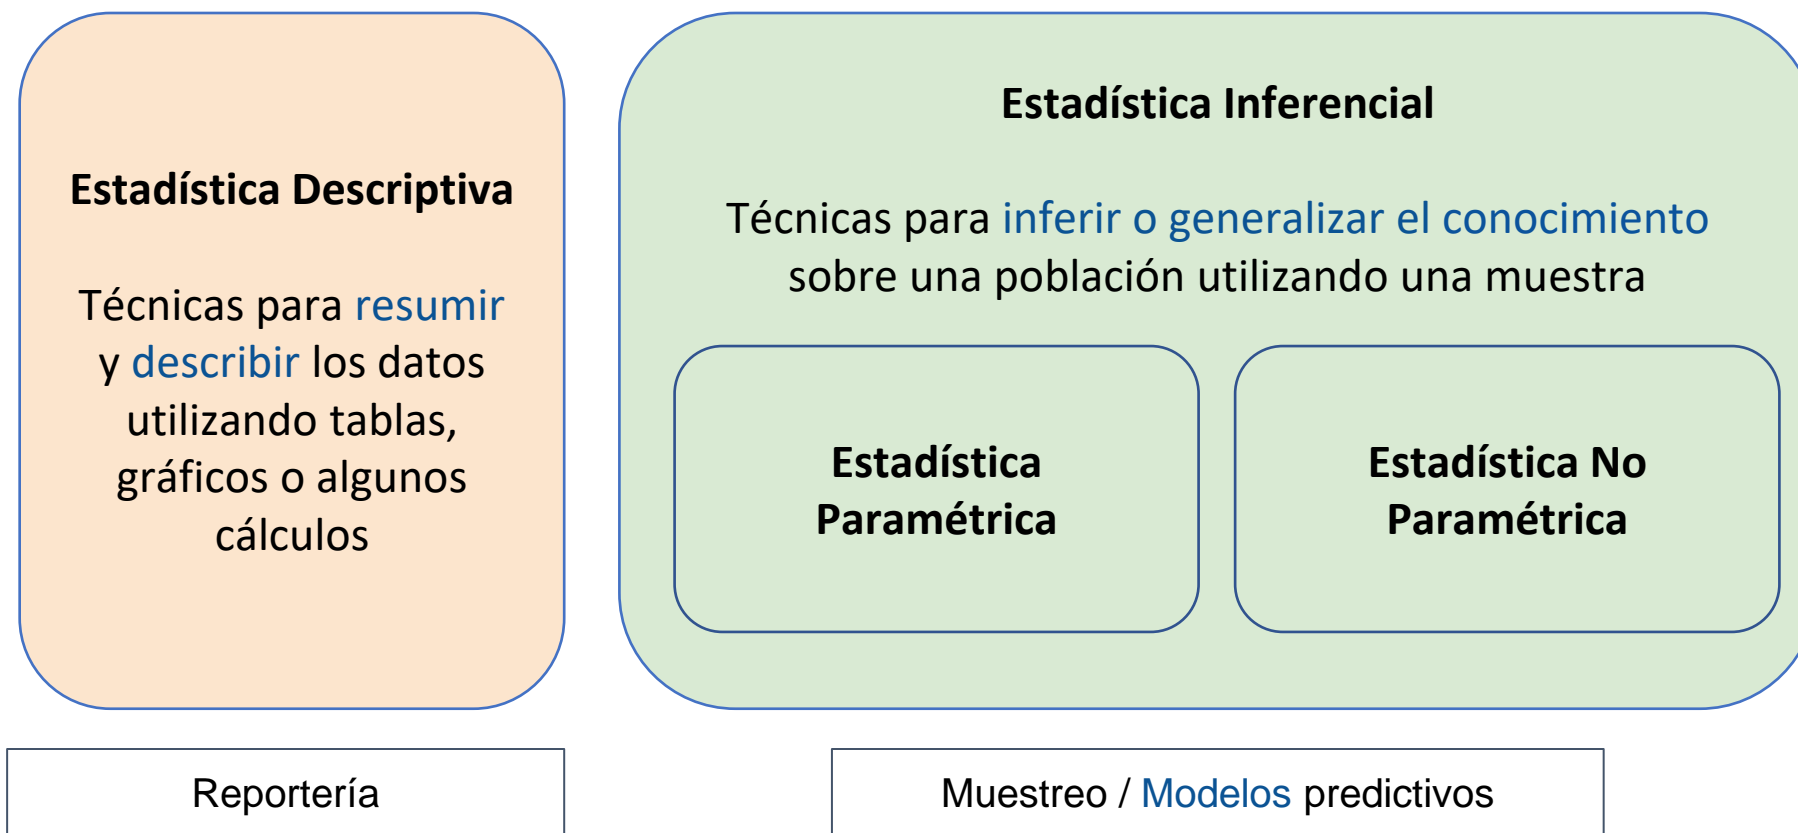 Estadística Descriptiva
Técnicas para resumir
y describir los datos
utilizando tablas,
gráficos o algunos
cálculos
Estadística Inferencial
Técnicas para inferir o generalizar el conocimiento
sobre una población utilizando una muestra
Estadística
Paramétrica
Estadística No
Paramétrica
Reportería
Muestreo / Modelos predictivos